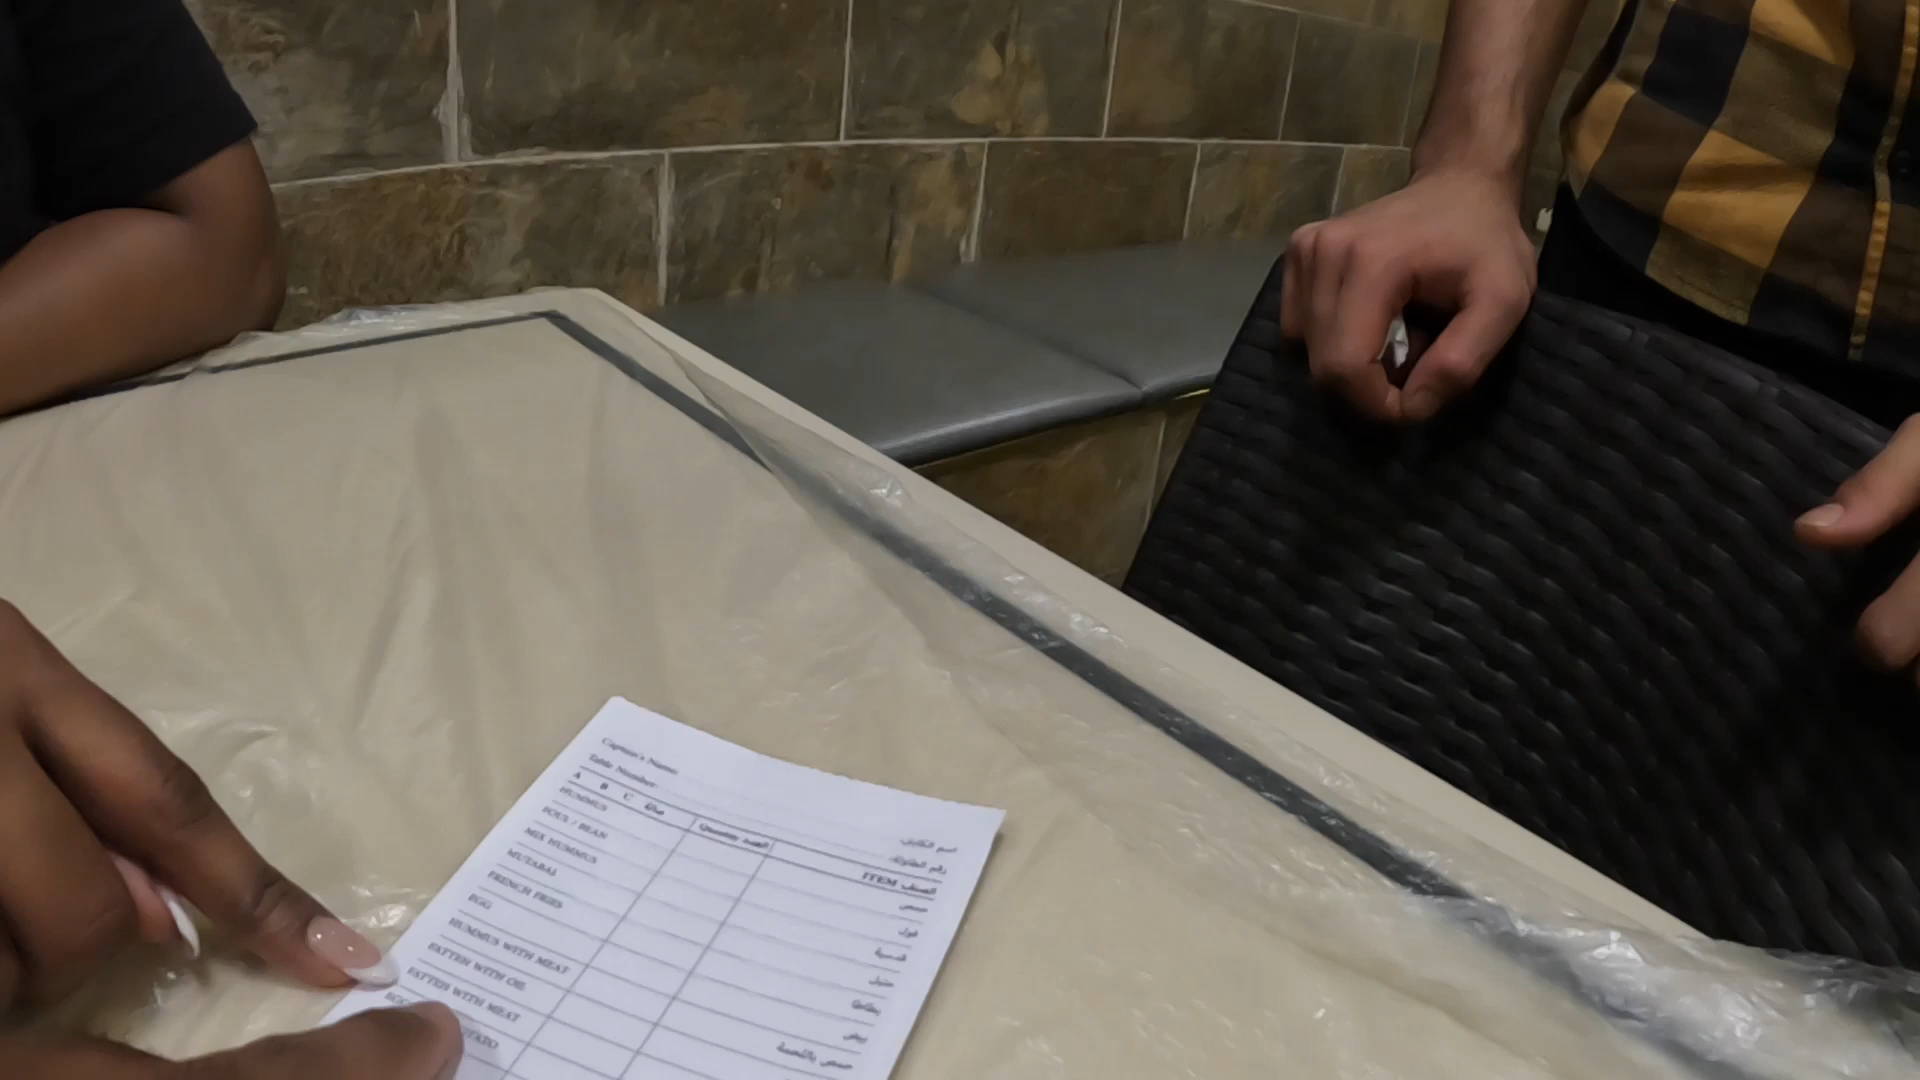 Captain's Name: اسم الكابتن:
Table Number: رقم الطاولة:
A B C صالة Quantity العدد ITEM الصنف
HUMMUS حمص
FOUL / BEAN فول
MIX HUMMUS قدسية
MUTABAL متبل
FRENCH FRIES بطاطا
EGG بيض
HUMMUS WITH MEAT حمص باللحمة
FATTEH WITH OIL
FATTEH WITH MEAT